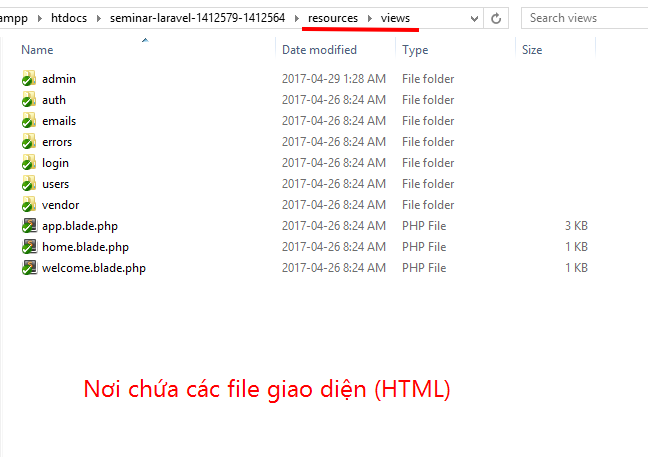 ampp htdocs seminar-laravel-1412579-1412564 resources views Search views
Name Date modified Type Size
admin 2017-04-29 1:28 AM File folder
auth 2017-04-26 8:24 AM File folder
emails 2017-04-26 8:24 AM File folder
errors 2017-04-26 8:24 AM File folder
login 2017-04-26 8:24 AM File folder
users 2017-04-26 8:24 AM File folder
vendor 2017-04-26 8:24 AM File folder
app.blade.php 2017-04-26 8:24 AM PHP File 3 KB
home.blade.php 2017-04-26 8:24 AM PHP File 1 KB
welcome.blade.php 2017-04-26 8:24 AM PHP File 1 KB
Nơi chứa các file giao diện (HTML)